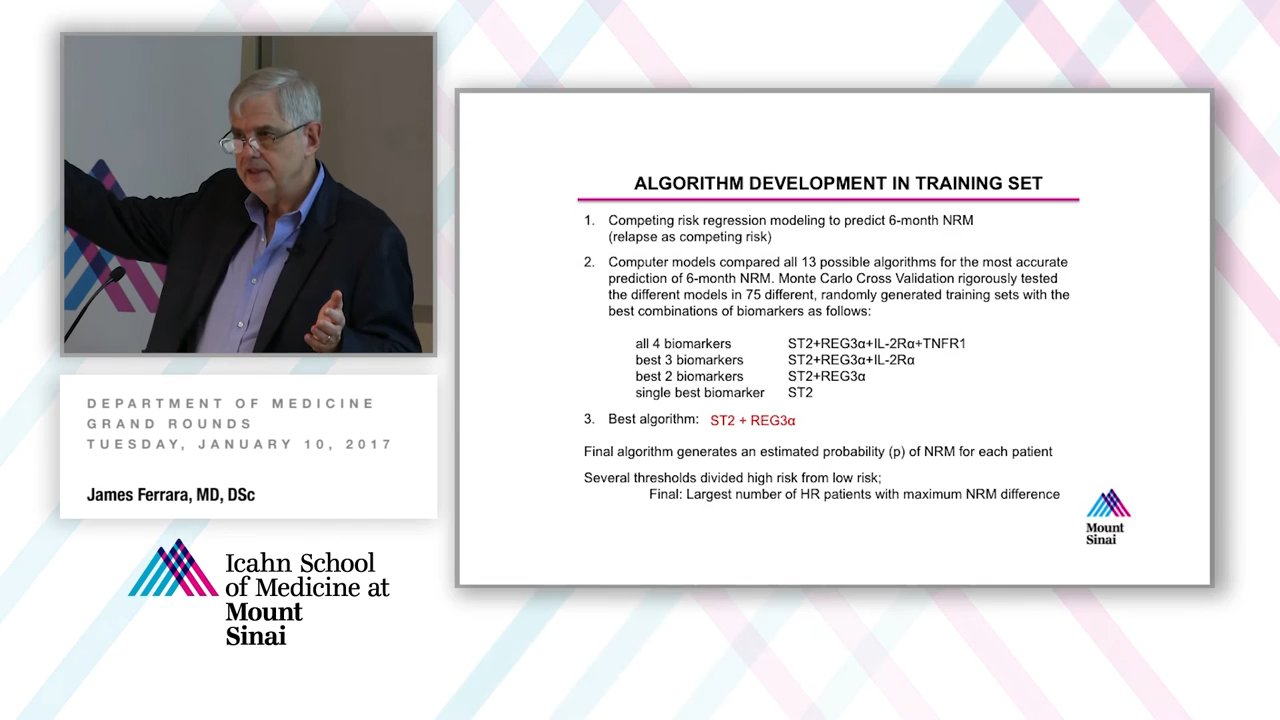 DEPARTMENT OF MEDICINE
GRAND ROUNDS
TUESDAY, JANUARY 10, 2017
James Ferrara, MD, DSc
Icahn School
of Medicine at
Mount
Sinai
ALGORITHM DEVELOPMENT IN TRAINING SET
1. Competing risk regression modeling to predict 6-month NRM
(relapse as competing risk)
2. Computer models compared all 13 possible algorithms for the most accurate
prediction of 6-month NRM. Monte Carlo Cross Validation rigorously tested
the different models in 75 different, randomly generated training sets with the
best combinations of biomarkers as follows:
all 4 biomarkers ST2+REG3α+IL-2Rα+TNFR1
best 3 biomarkers ST2+REG3α+IL-2Rα
best 2 biomarkers ST2+REG3α
single best biomarker ST2
3. Best algorithm: ST2 + REG3α
Final algorithm generates an estimated probability (p) of NRM for each patient
Several thresholds divided high risk from low risk;
Final: Largest number of HR patients with maximum NRM difference
Mount
Sinai